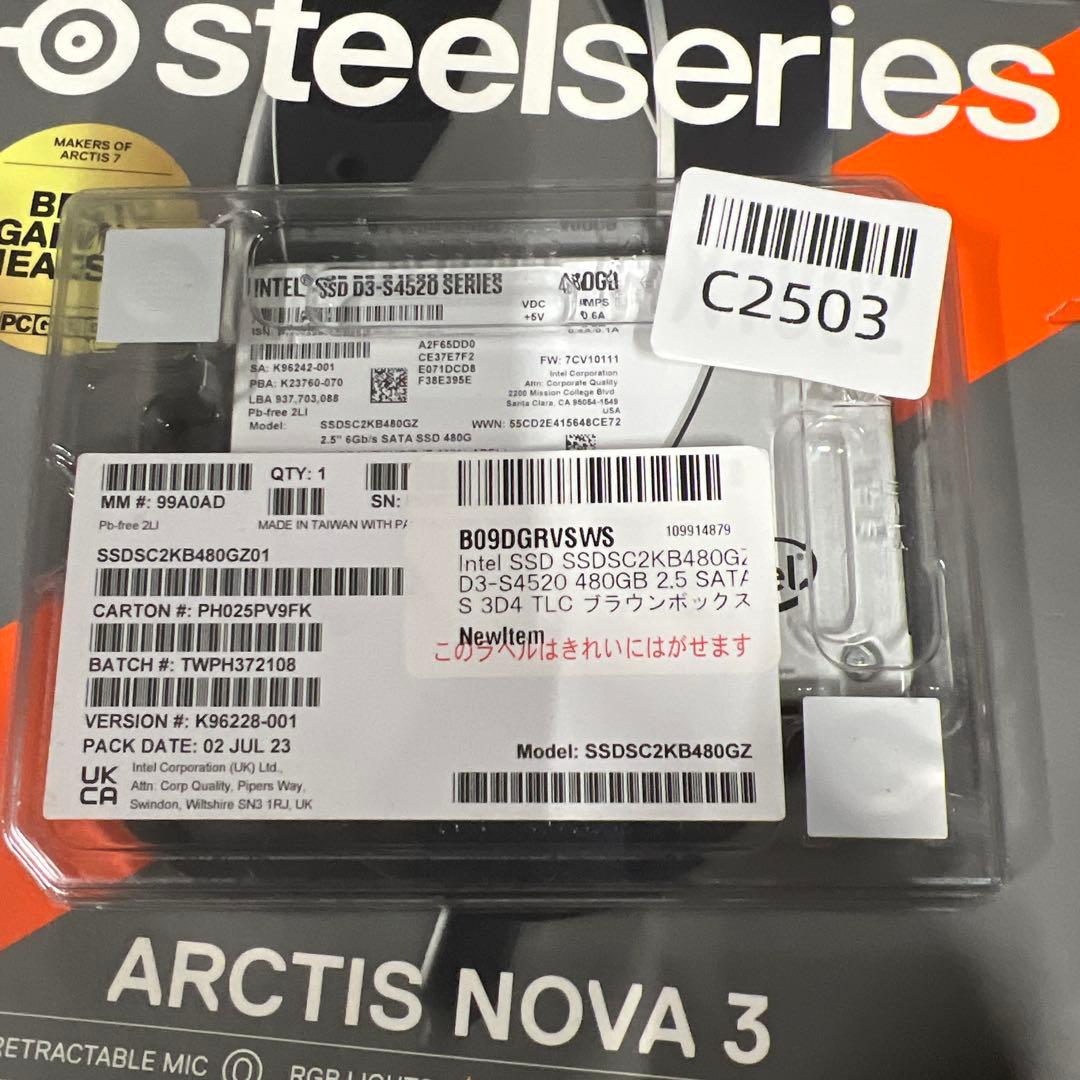 steelseries
MAKERS OF
ARCTIS 7
PC
C2503
INTEL® SSD D3-S4520 SERIES 480GB
VDC
+5V 0.6A
A2F65DD0
CE37E7F2
E071DCD8
F38E395E
SA: K96242-001
PBA: K23760-070
LBA 937,703,088
Pb-free 2LI
FW: 7CV10111
Intel Corporation
Attn: Corporate Quality
2200 Mission College Blvd
Santa Clara, CA 95054-1549
USA
Model: SSDSC2KB480GZ WWN: 55CD2E415648CE72
2.5" 6Gb/s SATA SSD 480G
MM #: 99A0AD
QTY: 1
SN:
Pb-free 2LI
MADE IN TAIWAN WITH
SSDSC2KB480GZ01
CARTON #: PH025PV9FK
BATCH #: TWPH372108
VERSION #: K96228-001
PACK DATE: 02 JUL 23
UK
CA
Intel Corporation (UK) Ltd.,
Attn: Corp Quality, Pipers Way,
Swindon, Wiltshire SN3 1RJ, UK
B09DGRVSWS 109914879
Intel SSD SSDSC2KB480GZ
D3-S4520 480GB 2.5 SATA
S 3D4 TLC ブラウンボックス
NewItem
このラベルはきれいにはがせます
Model: SSDSC2KB480GZ
ARCTIS NOVA 3
RETRACTABLE MIC